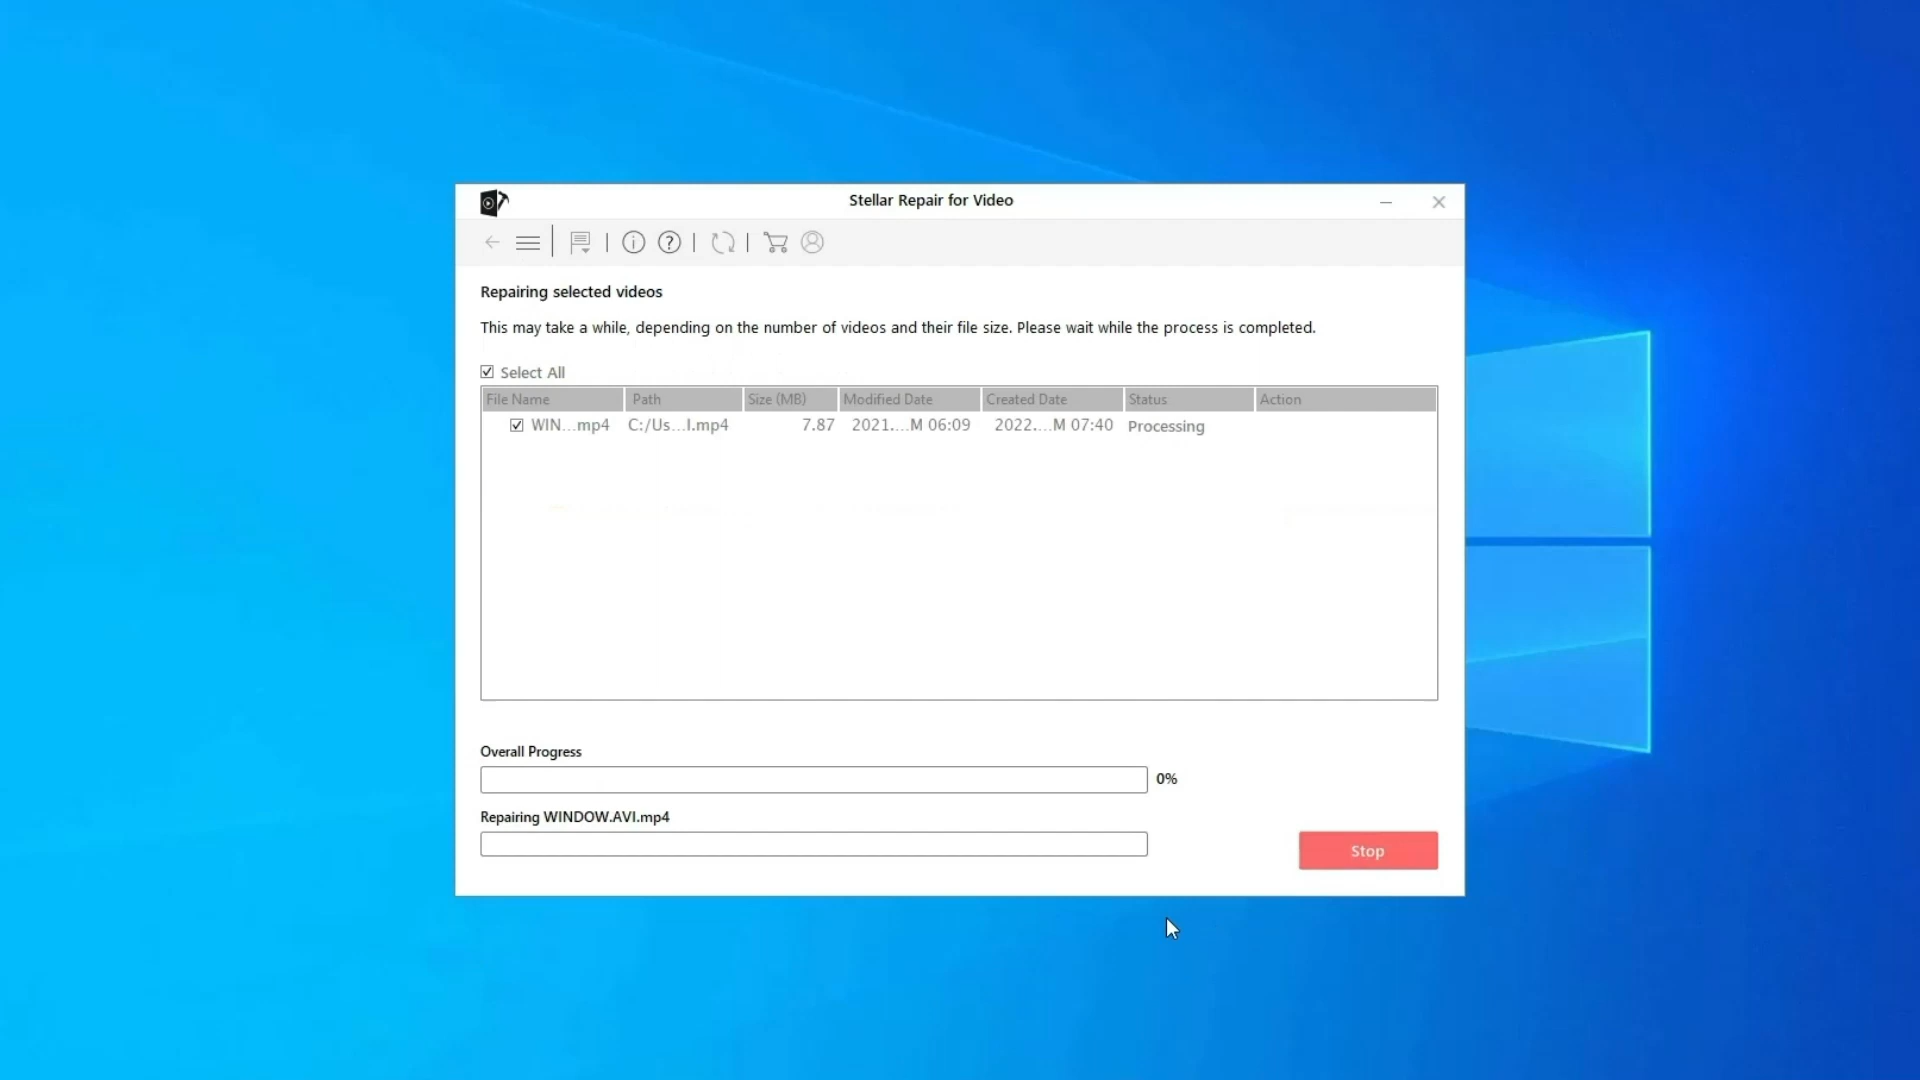 Stellar Repair for Video
Repairing selected videos
This may take a while, depending on the number of videos and their file size. Please wait while the process is completed.
Select All
File Name Path Size (MB) Modified Date Created Date Status Action
WIN...mp4 C:/Us...I.mp4 7.87 2021....M 06:09 2022....M 07:40 Processing
Overall Progress
0%
Repairing WINDOW.AVI.mp4
Stop